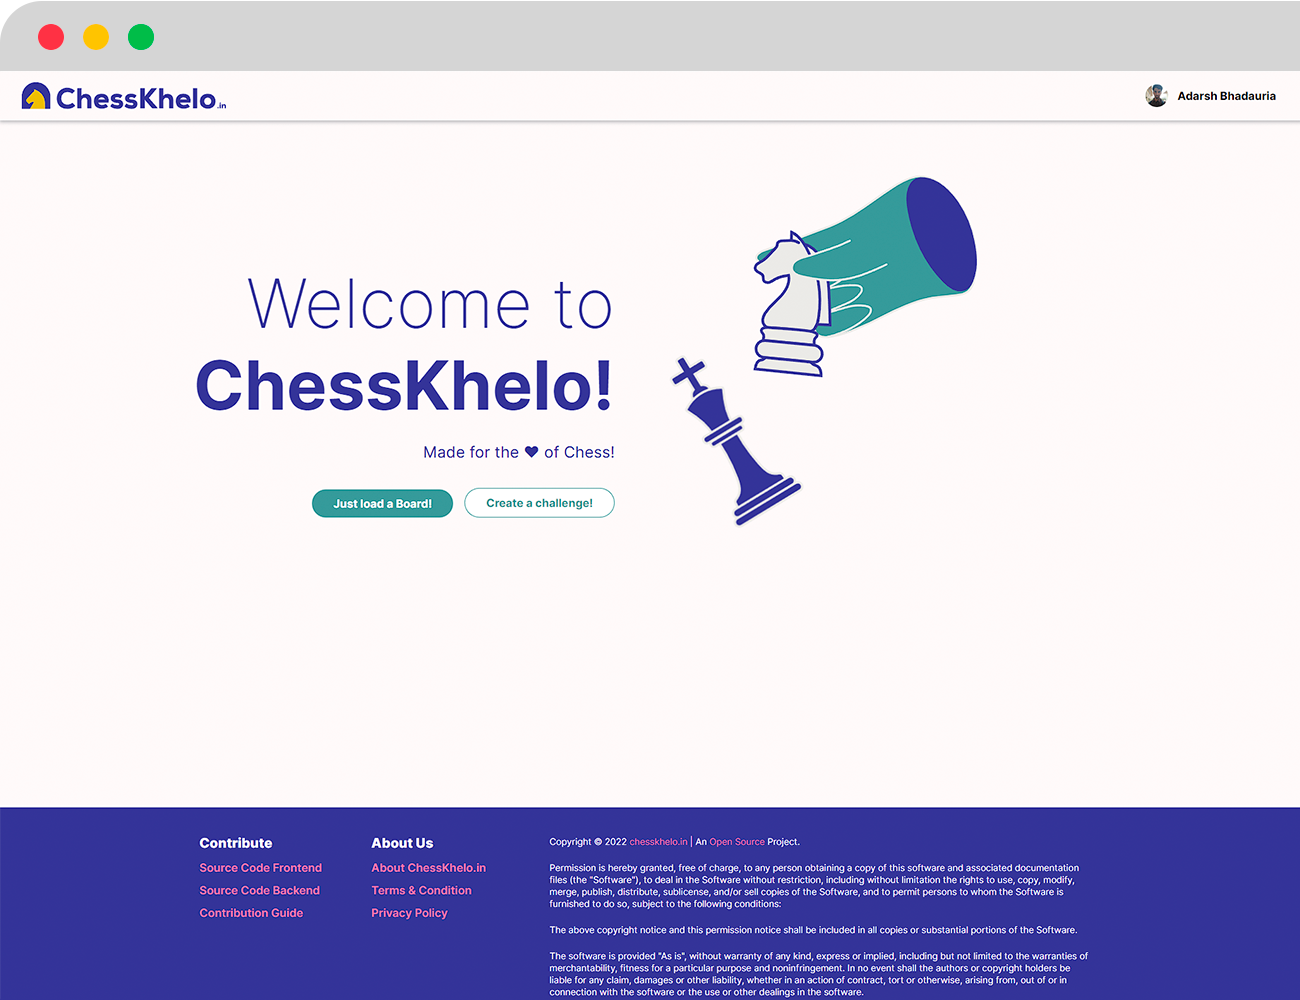 ChessKhelo.in
Adarsh Bhadauria
Welcome to
ChessKhelo!
Made for the ❤ of Chess!
Just load a Board!
Create a challenge!
Contribute
Source Code Frontend
Source Code Backend
Contribution Guide
About Us
About ChessKhelo.in
Terms & Condition
Privacy Policy
Copyright © 2022 chesskhelo.in | An Open Source Project.
Permission is hereby granted, free of charge, to any person obtaining a copy of this software and associated documentation
files (the "Software"), to deal in the Software without restriction, including without limitation the rights to use, copy, modify,
merge, publish, distribute, sublicense, and/or sell copies of the Software, and to permit persons to whom the Software is
furnished to do so, subject to the following conditions:
The above copyright notice and this permission notice shall be included in all copies or substantial portions of the Software.
The software is provided "As is", without warranty of any kind, express or implied, including but not limited to the warranties of
merchantability, fitness for a particular purpose and noninfringement. In no event shall the authors or copyright holders be
liable for any claim, damages or other liability, whether in an action of contract, tort or otherwise, arising from, out of or in
connection with the software or the use or other dealings in the software.